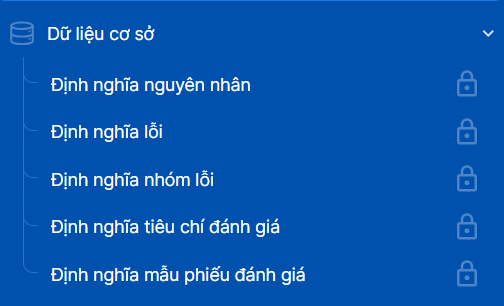 Dữ liệu cơ sở
Định nghĩa nguyên nhân
Định nghĩa lỗi
Định nghĩa nhóm lỗi
Định nghĩa tiêu chí đánh giá
Định nghĩa mẫu phiếu đánh giá